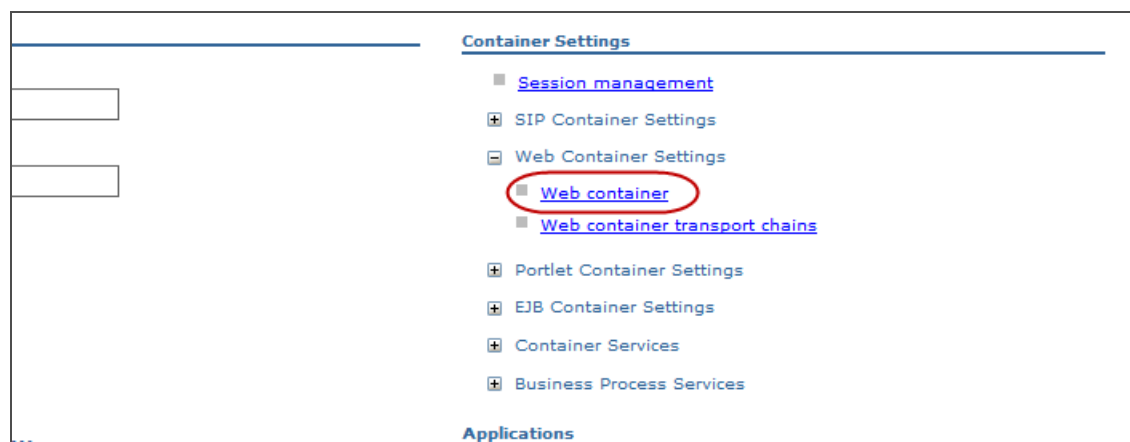 Container Settings
Session management
SIP Container Settings
Web Container Settings
Web container
Web container transport chains
Portlet Container Settings
EJB Container Settings
Container Services
Business Process Services
Applications